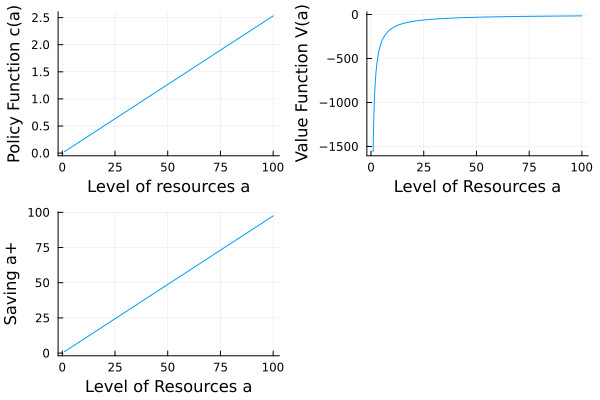 Policy Function c(a)
2.5
2.0
1.5
1.0
0.5
0.0
0 25 50 75 100
Level of resources a
Value Function V(a)
0
−500
−1000
−1500
0 25 50 75 100
Level of Resources a
Saving a+
100
75
50
25
0
0 25 50 75 100
Level of Resources a